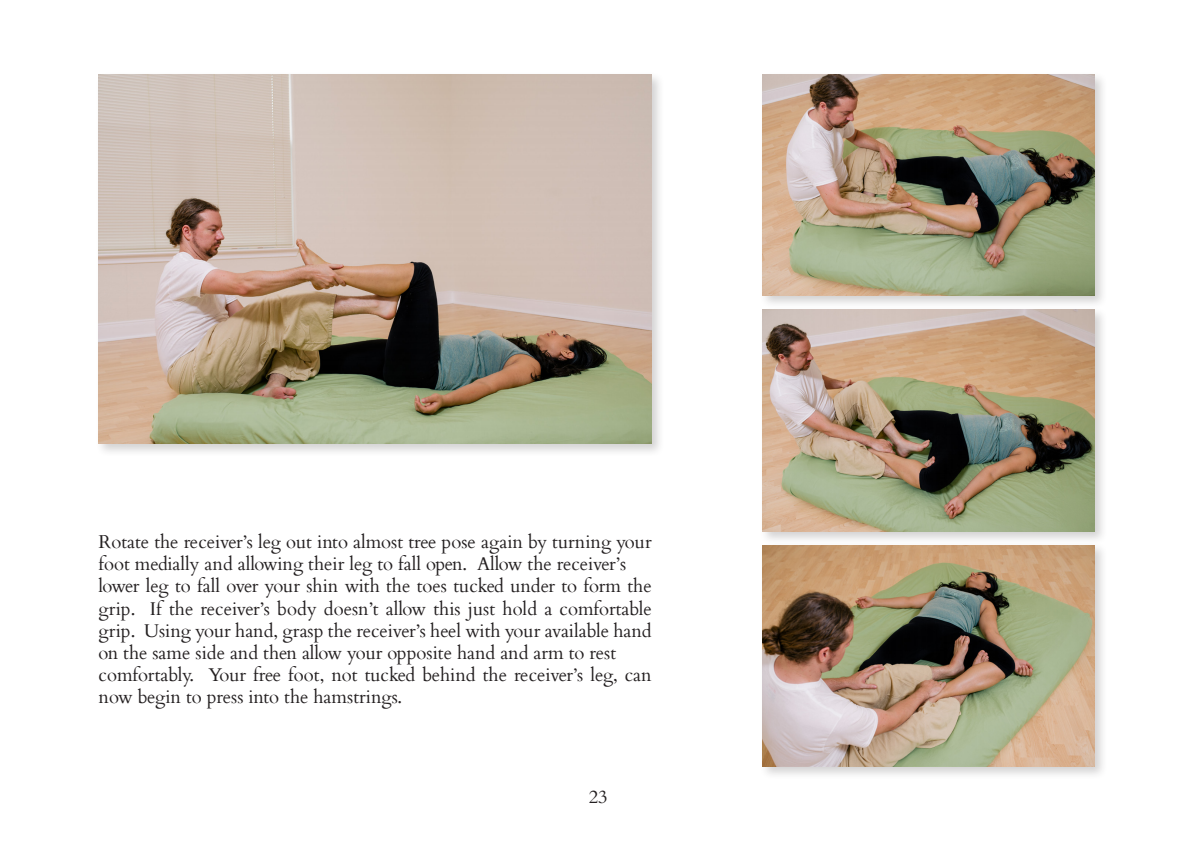 Rotate the receiver’s leg out into almost tree pose again by turning your
foot medially and allowing their leg to fall open.  Allow the receiver’s
lower leg to fall over your shin with the toes tucked under to form the
grip.  If the receiver’s body doesn’t allow this just hold a comfortable
grip.  Using your hand, grasp the receiver’s heel with your available hand
on the same side and then allow your opposite hand and arm to rest
comfortably.  Your free foot, not tucked behind the receiver’s leg, can
now begin to press into the hamstrings.
23